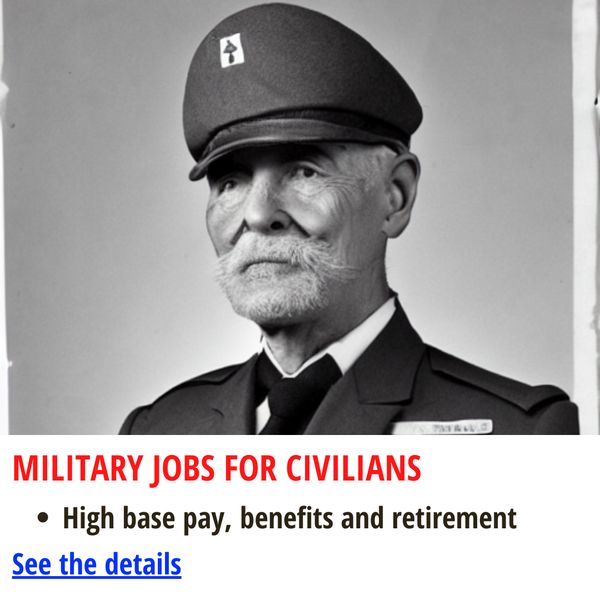 MILITARY JOBS FOR CIVILIANS
• High base pay, benefits and retirement
See the details